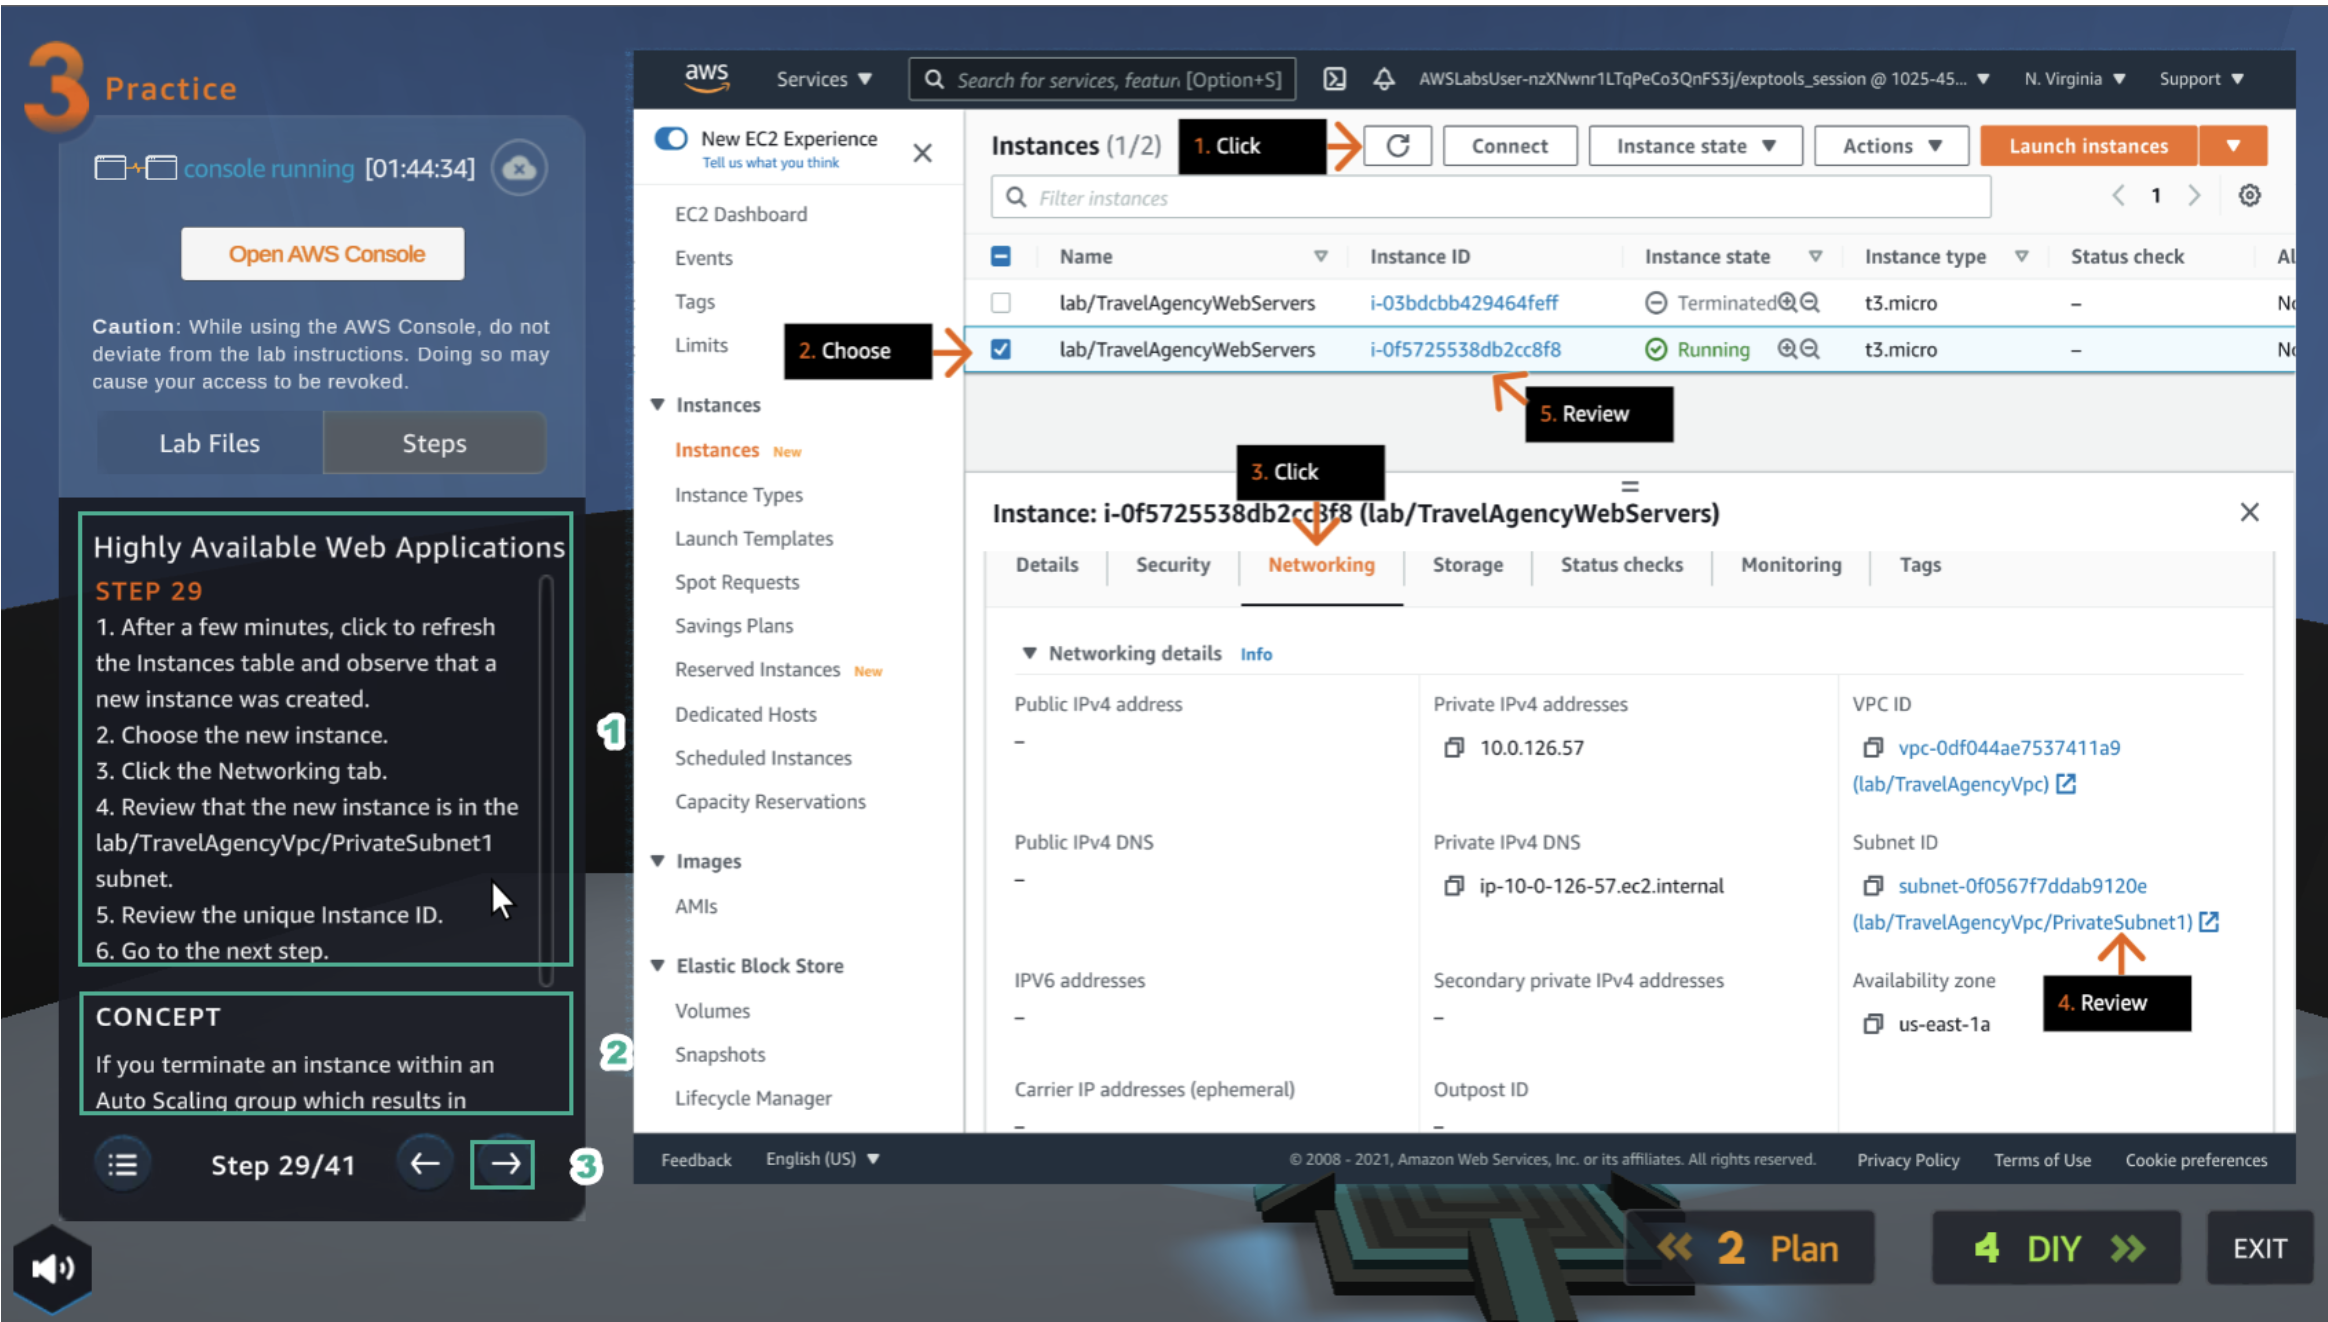 3 Practice
console running [01:44:34]
Open AWS Console
Caution: While using the AWS Console, do not
deviate from the lab instructions. Doing so may
cause your access to be revoked.
Lab Files
Steps
Highly Available Web Applications
STEP 29
1. After a few minutes, click to refresh
the Instances table and observe that a
new instance was created.
2. Choose the new instance.
3. Click the Networking tab.
4. Review that the new instance is in the
lab/TravelAgencyVpc/PrivateSubnet1
subnet.
5. Review the unique Instance ID.
6. Go to the next step.
1
CONCEPT
If you terminate an instance within an
Auto Scaling group which results in
2
Step 29/41
3
aws
Services
Search for services, featur [Option+S]
AWSLabsUser-nzXNwnr1LTqPeCo3QnFS3j/exptools_session @ 1025-45...
N. Virginia
Support
New EC2 Experience
Tell us what you think
EC2 Dashboard
Events
Tags
Limits
Instances
Instances New
Instance Types
Launch Templates
Spot Requests
Savings Plans
Reserved Instances New
Dedicated Hosts
Scheduled Instances
Capacity Reservations
Images
AMIs
Elastic Block Store
Volumes
Snapshots
Lifecycle Manager
Instances (1/2)
1. Click
Connect
Instance state
Actions
Launch instances
Filter instances
1
Name Instance ID Instance state Instance type Status check Al
lab/TravelAgencyWebServers i-03bdcbb429464feff Terminated t3.micro – No
2. Choose
lab/TravelAgencyWebServers i-0f5725538db2cc8f8 Running t3.micro – No
5. Review
3. Click
Instance: i-0f5725538db2cc8f8 (lab/TravelAgencyWebServers)
Details Security Networking Storage Status checks Monitoring Tags
Networking details Info
Public IPv4 address Private IPv4 addresses VPC ID
– 10.0.126.57 vpc-0df044ae7537411a9
(lab/TravelAgencyVpc)
Public IPv4 DNS Private IPv4 DNS Subnet ID
– ip-10-0-126-57.ec2.internal subnet-0f0567f7ddab9120e
(lab/TravelAgencyVpc/PrivateSubnet1)
IPV6 addresses Secondary private IPv4 addresses Availability zone
4. Review
– – us-east-1a
Carrier IP addresses (ephemeral) Outpost ID
– –
Feedback English (US) © 2008 - 2021, Amazon Web Services, Inc. or its affiliates. All rights reserved. Privacy Policy Terms of Use Cookie preferences
2 Plan
4 DIY
EXIT